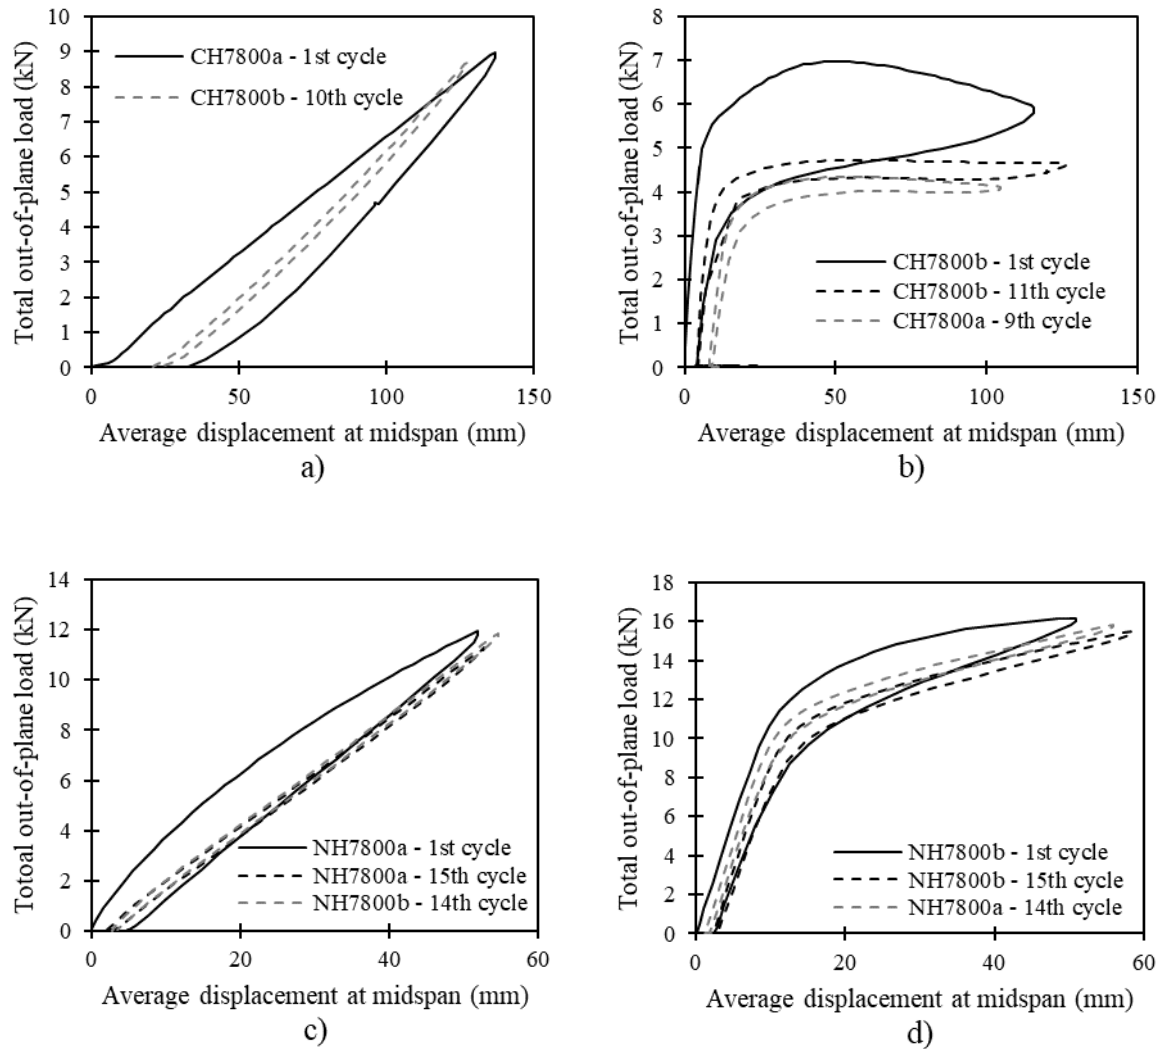 Total out-of-plane load (kN)
10
9
8
7
6
5
4
3
2
1
0
CH7800a - 1st cycle
CH7800b - 10th cycle
0 50 100 150
Average displacement at midspan (mm)
a)
Total out-of-plane load (kN)
8
7
6
5
4
3
2
1
0
CH7800b - 1st cycle
CH7800b - 11th cycle
CH7800a - 9th cycle
0 50 100 150
Average displacement at midspan (mm)
b)
Totoal out-of-plane load (kN)
14
12
10
8
6
4
2
0
NH7800a - 1st cycle
NH7800a - 15th cycle
NH7800b - 14th cycle
0 20 40 60
Average displacement at midspan (mm)
c)
Total out-of-plane load (kN)
18
16
14
12
10
8
6
4
2
0
NH7800b - 1st cycle
NH7800b - 15th cycle
NH7800a - 14th cycle
0 20 40 60
Average displacement at midspan (mm)
d)